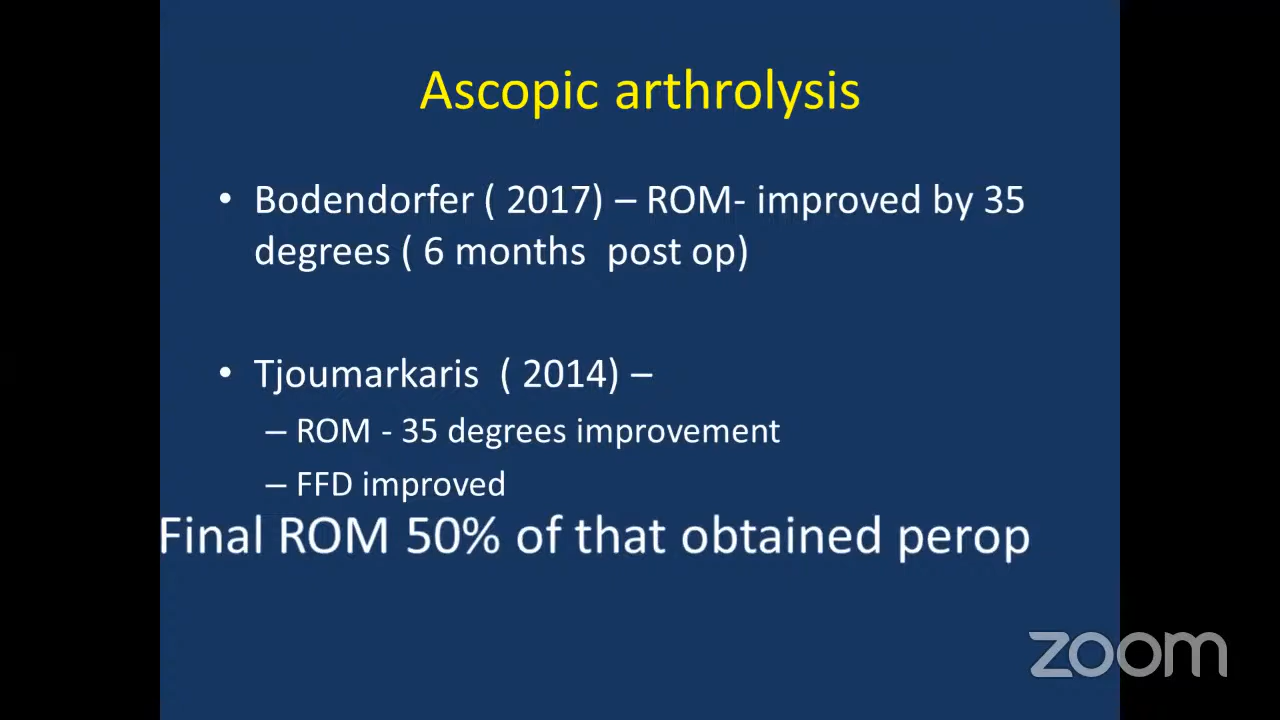 Ascopic arthrolysis
• Bodendorfer ( 2017) – ROM- improved by 35
degrees ( 6 months  post op)
• Tjoumarkaris  ( 2014) –
– ROM - 35 degrees improvement
– FFD improved
Final ROM 50% of that obtained perop
zoom